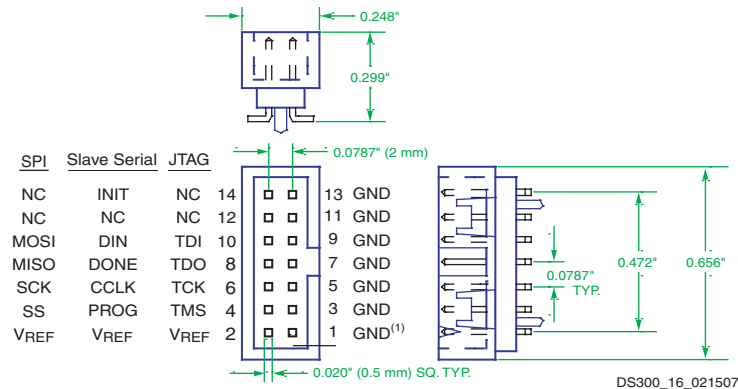 0.248"
0.299"
0.0787" (2 mm)
SPI Slave Serial JTAG
NC INIT NC 14 13 GND
NC NC NC 12 11 GND
MOSI DIN TDI 10 9 GND
MISO DONE TDO 8 7 GND
SCK CCLK TCK 6 5 GND
SS PROG TMS 4 3 GND
VREF VREF VREF 2 1 GND(1)
0.0787"
TYP.
0.472"
0.656"
0.020" (0.5 mm) SQ. TYP.
DS300_16_021507